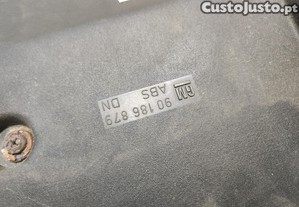 CustoJusto.pt
GM 90 186 879
ABS DN